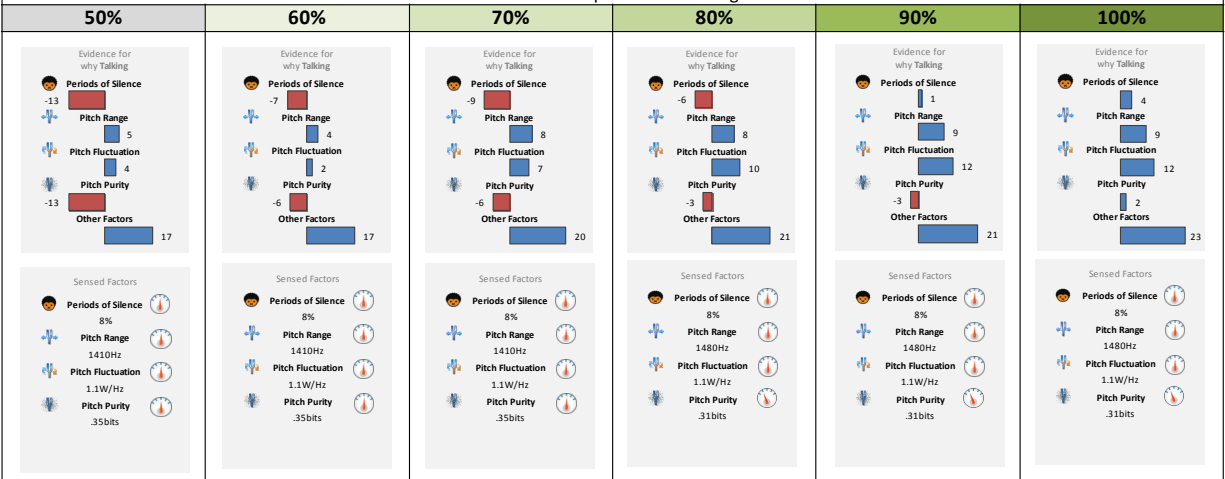 50%
60%
70%
80%
90%
100%
Evidence for
why Talking
Periods of Silence
-13
Pitch Range
5
Pitch Fluctuation
4
Pitch Purity
-13
Other Factors
17
Sensed Factors
Periods of Silence
8%
Pitch Range
1410Hz
Pitch Fluctuation
1.1W/Hz
Pitch Purity
.35bits
Evidence for
why Talking
Periods of Silence
-7
Pitch Range
4
Pitch Fluctuation
2
Pitch Purity
-6
Other Factors
17
Sensed Factors
Periods of Silence
8%
Pitch Range
1410Hz
Pitch Fluctuation
1.1W/Hz
Pitch Purity
.35bits
Evidence for
why Talking
Periods of Silence
-9
Pitch Range
8
Pitch Fluctuation
7
Pitch Purity
-6
Other Factors
20
Sensed Factors
Periods of Silence
8%
Pitch Range
1410Hz
Pitch Fluctuation
1.1W/Hz
Pitch Purity
.35bits
Evidence for
why Talking
Periods of Silence
-6
Pitch Range
8
Pitch Fluctuation
10
Pitch Purity
-3
Other Factors
21
Sensed Factors
Periods of Silence
8%
Pitch Range
1480Hz
Pitch Fluctuation
1.1W/Hz
Pitch Purity
.31bits
Evidence for
why Talking
Periods of Silence
1
Pitch Range
9
Pitch Fluctuation
12
Pitch Purity
-3
Other Factors
21
Sensed Factors
Periods of Silence
8%
Pitch Range
1480Hz
Pitch Fluctuation
1.1W/Hz
Pitch Purity
.31bits
Evidence for
why Talking
Periods of Silence
4
Pitch Range
9
Pitch Fluctuation
12
Pitch Purity
2
Other Factors
23
Sensed Factors
Periods of Silence
8%
Pitch Range
1480Hz
Pitch Fluctuation
1.1W/Hz
Pitch Purity
.31bits